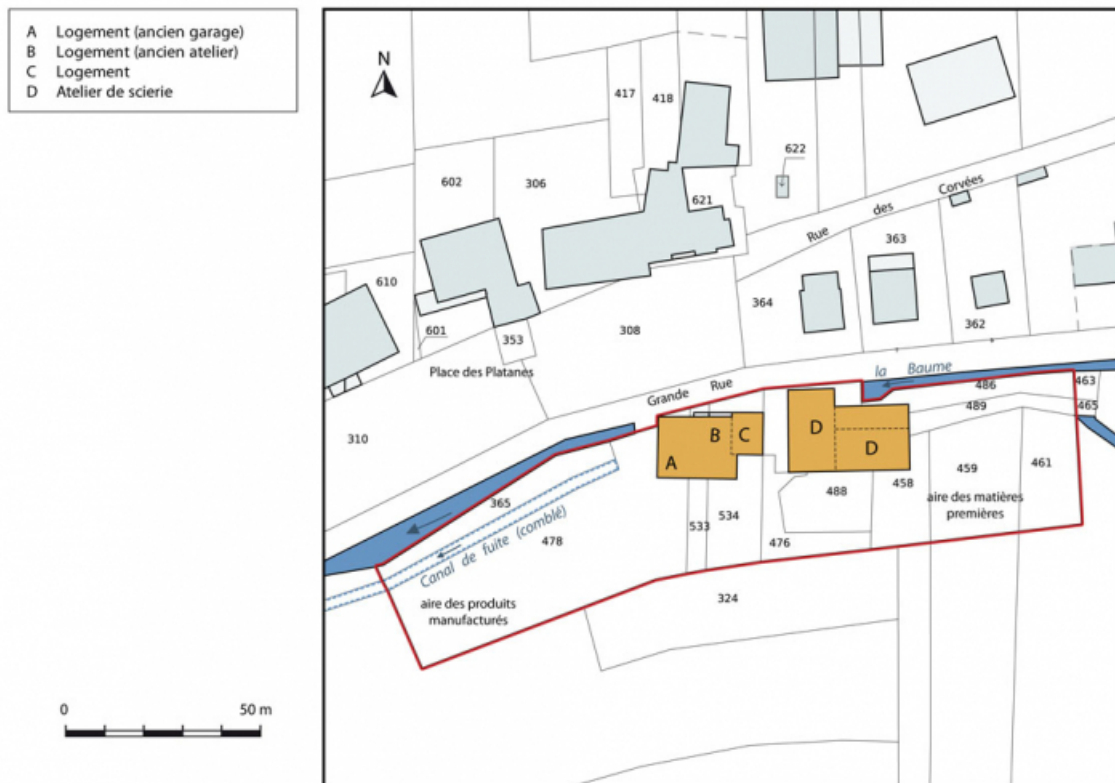 A Logement (ancien garage)
B Logement (ancien atelier)
C Logement
D Atelier de scierie
N
417
418
622
602
306
621
Rue des Corvées
363
610
364
601
353
308
362
Place des Platanes
la Baume
463
486
Grande Rue
489
465
310
B
C
D
A
D
365
459
461
488
458
aire des matières
premières
478
533
534
476
Canal de fuite (comblé)
aire des produits
manufacturés
324
0
50 m